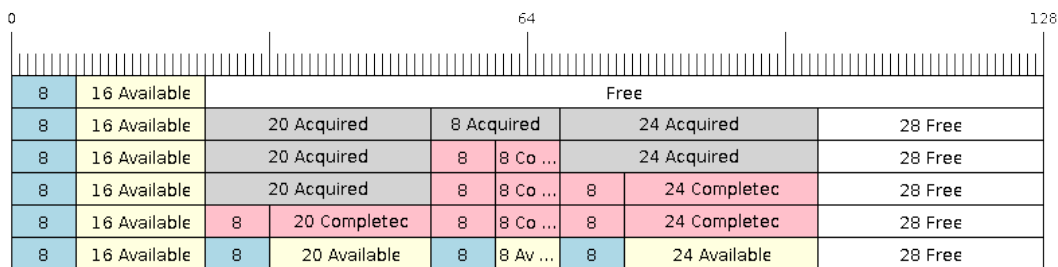 0 64 128
8 16 Available Free
8 16 Available 20 Acquired 8 Acquired 24 Acquired 28 Free
8 16 Available 20 Acquired 8 8 Co ... 24 Acquired 28 Free
8 16 Available 20 Acquired 8 8 Co ... 8 24 Completec 28 Free
8 16 Available 8 20 Completec 8 8 Co ... 8 24 Completec 28 Free
8 16 Available 8 20 Available 8 8 Av ... 8 24 Available 28 Free